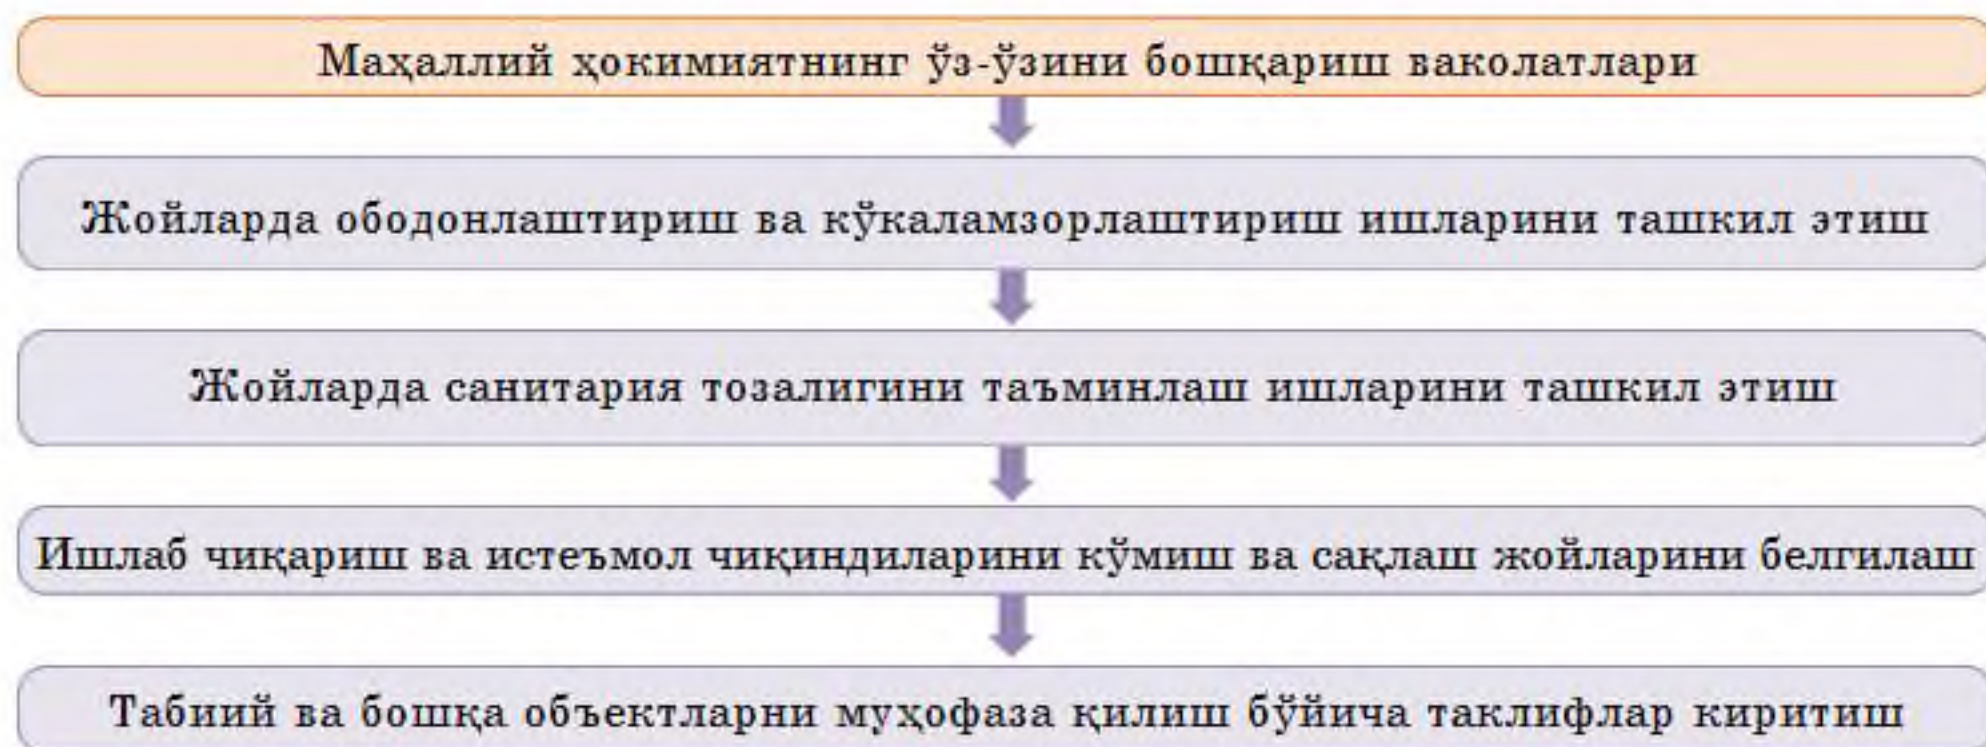 Маҳаллий ҳокимиятнинг ўз-ўзини бошқариш ваколатлари
Жойларда ободонлаштириш ва кўкаламзорлаштириш ишларини ташкил этиш
Жойларда санитария тозалигини таъминлаш ишларини ташкил этиш
Ишлаб чиқариш ва истеъмол чиқиндиларини кўмиш ва сақлаш жойларини белгилаш
Табиий ва бошқа объектларни муҳофаза қилиш бўйича таклифлар киритиш